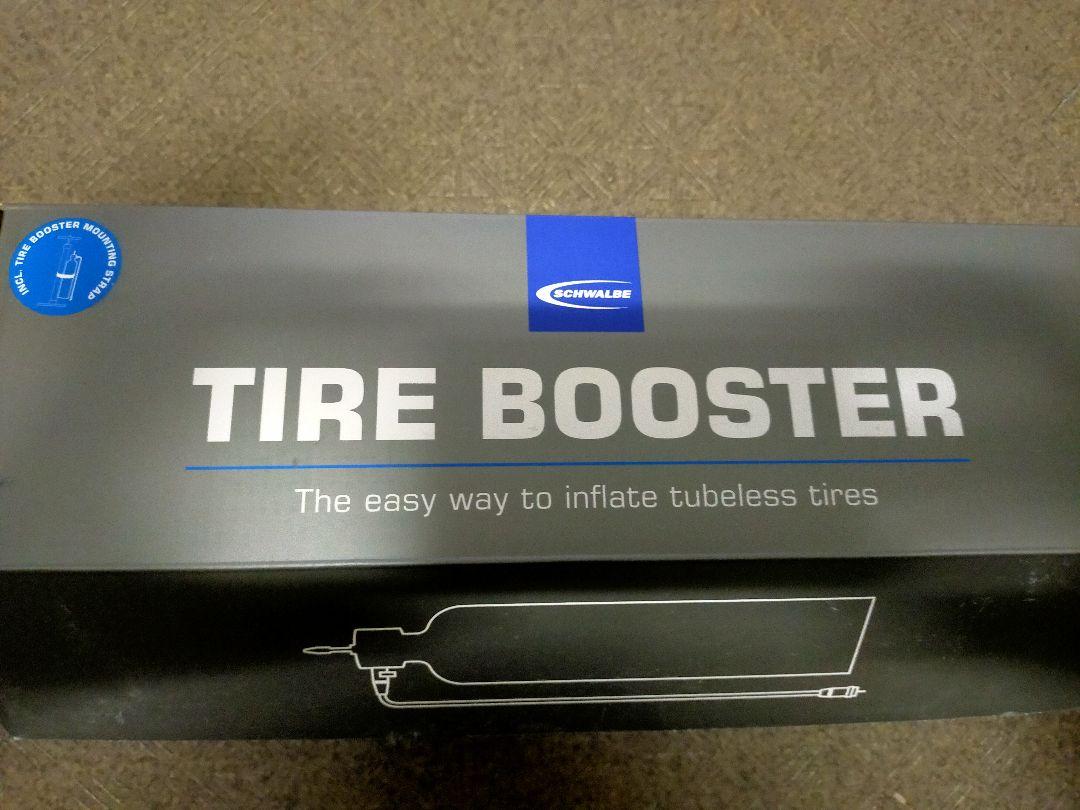 INCL. TIRE BOOSTER MOUNTING STRAP
SCHWALBE
TIRE BOOSTER
The easy way to inflate tubeless tires